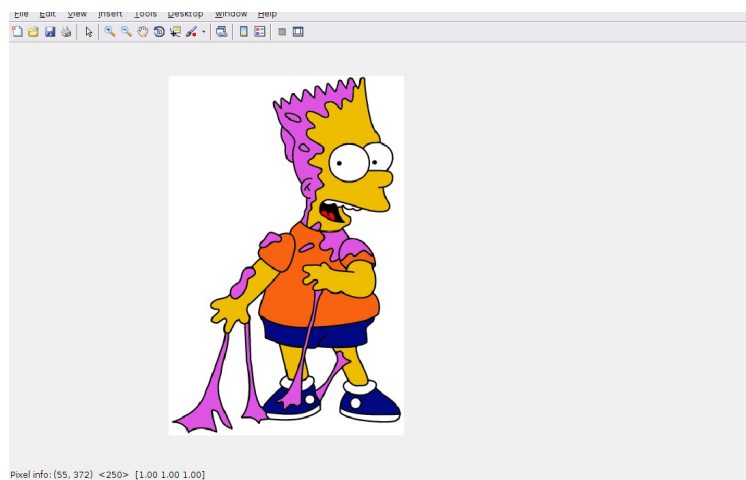 File Edit View Insert Tools Desktop Window Help
Pixel info: (55, 372) <250> [1.00 1.00 1.00]